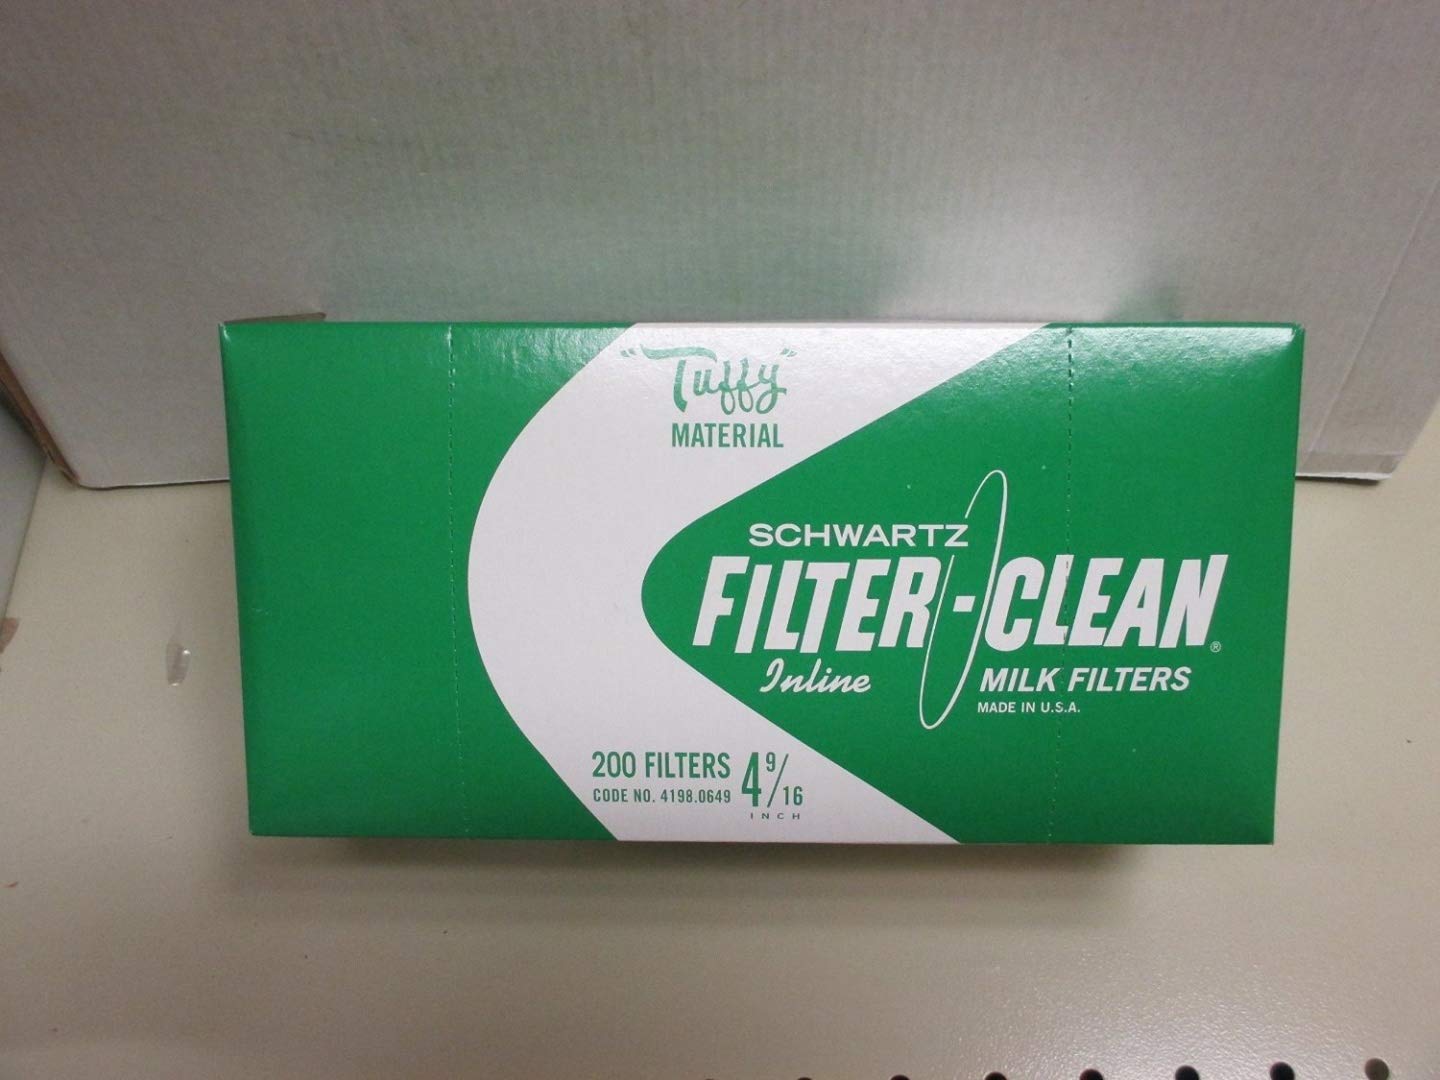 "Tuffy"
MATERIAL
SCHWARTZ
FILTER-CLEAN®
Inline MILK FILTERS
MADE IN U.S.A.
200 FILTERS 4 9/16
CODE NO. 4198.0649
INCH